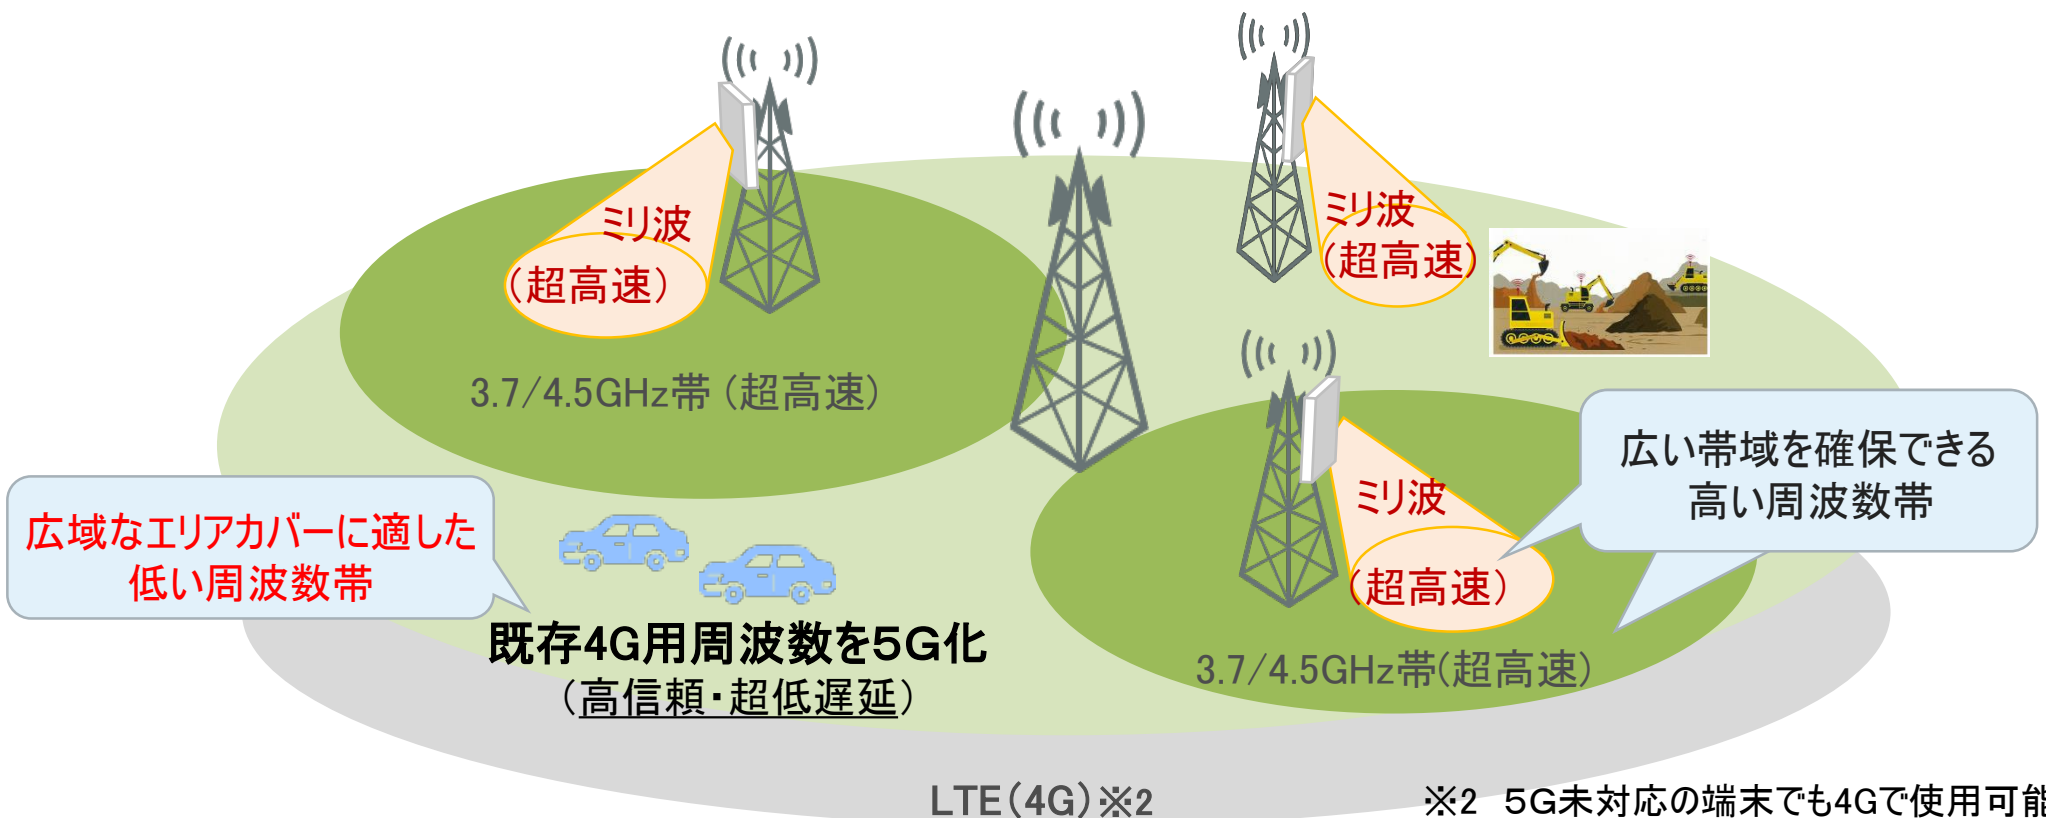 ミリ波
(超高速)
ミリ波
(超高速)
3.7/4.5GHz帯 (超高速)
広い帯域を確保できる
高い周波数帯
ミリ波
(超高速)
広域なエリアカバーに適した
低い周波数帯
既存4G用周波数を5G化
(高信頼・超低遅延)
3.7/4.5GHz帯(超高速)
LTE(4G)※2
※2 5G未対応の端末でも4Gで使用可能